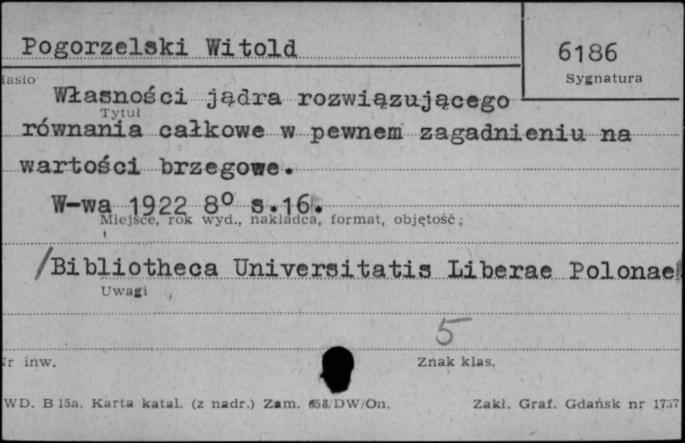 Pogorzelski Witold
6186
Sygnatura
Hasło
Własności jądra rozwiązującego
Tytuł
równania całkowe w pewnem zagadnieniu na
wartości brzegowe.
W-wa 1922 8° s.16.
Miejsce, rok wyd., nakładca, format, objętość;
/Bibliotheca Universitatis Liberae Polonae
Uwagi
5
Nr inw.
Znak klas.
WD. B 15a. Karta katal. (z nadr.) Zam. 658/DW/On.
Zakł. Graf. Gdańsk nr 1757